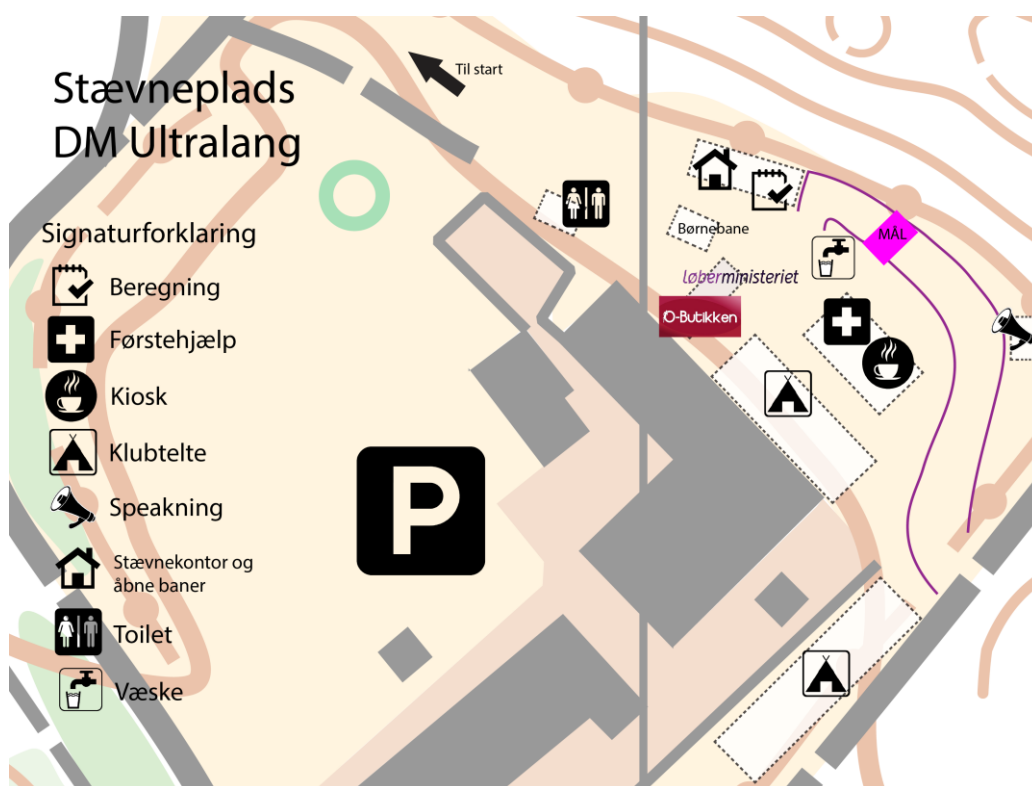 Stævneplads
DM Ultralang
Til start
Signaturforklaring
Beregning
Førstehjælp
Kiosk
Klubtelte
Speakning
Stævnekontor og
åbne baner
Toilet
Væske
P
Børnebane
MÅL
løberministeriet
O-Butikken